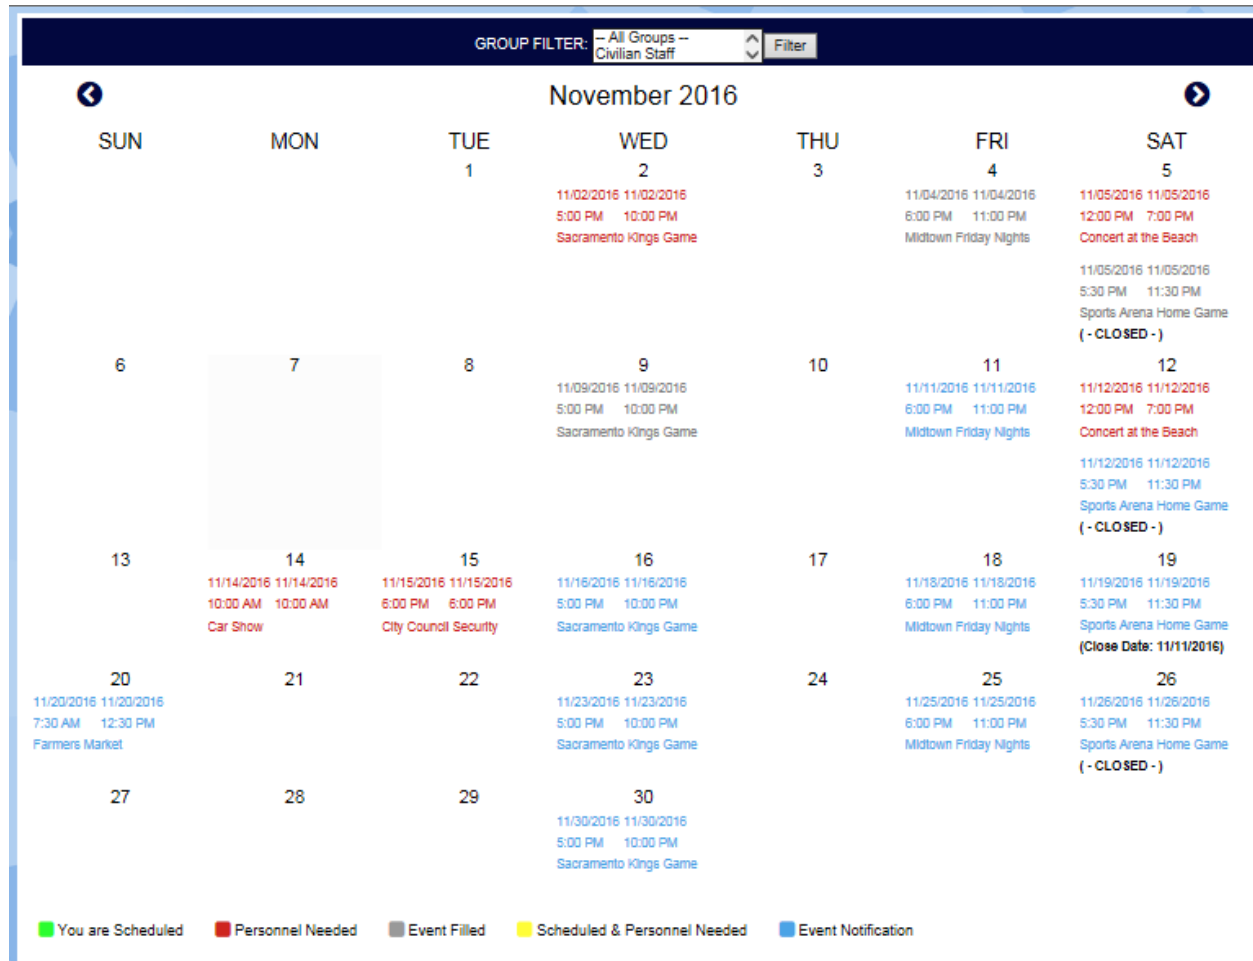 GROUP FILTER: -- All Groups -- Filter
Civilian Staff
November 2016
SUN MON TUE WED THU FRI SAT
1 2 3 4 5
11/02/2016 11/02/2016 11/04/2016 11/04/2016 11/05/2016 11/05/2016
5:00 PM 10:00 PM 6:00 PM 11:00 PM 12:00 PM 7:00 PM
Sacramento Kings Game Midtown Friday Nights Concert at the Beach
11/05/2016 11/05/2016
5:30 PM 11:30 PM
Sports Arena Home Game
( - CLOSED - )
6 7 8 9 10 11 12
11/09/2016 11/09/2016 11/11/2016 11/11/2016 11/12/2016 11/12/2016
5:00 PM 10:00 PM 6:00 PM 11:00 PM 12:00 PM 7:00 PM
Sacramento Kings Game Midtown Friday Nights Concert at the Beach
11/12/2016 11/12/2016
5:30 PM 11:30 PM
Sports Arena Home Game
( - CLOSED - )
13 14 15 16 17 18 19
11/14/2016 11/14/2016 11/15/2016 11/15/2016 11/16/2016 11/16/2016 11/18/2016 11/18/2016 11/19/2016 11/19/2016
10:00 AM 10:00 AM 6:00 PM 6:00 PM 5:00 PM 10:00 PM 6:00 PM 11:00 PM 5:30 PM 11:30 PM
Car Show City Council Security Sacramento Kings Game Midtown Friday Nights Sports Arena Home Game
(Close Date: 11/11/2016)
20 21 22 23 24 25 26
11/20/2016 11/20/2016 11/23/2016 11/23/2016 11/25/2016 11/25/2016 11/26/2016 11/26/2016
7:30 AM 12:30 PM 5:00 PM 10:00 PM 6:00 PM 11:00 PM 5:30 PM 11:30 PM
Farmers Market Sacramento Kings Game Midtown Friday Nights Sports Arena Home Game
( - CLOSED - )
27 28 29 30
11/30/2016 11/30/2016
5:00 PM 10:00 PM
Sacramento Kings Game
You are Scheduled Personnel Needed Event Filled Scheduled & Personnel Needed Event Notification